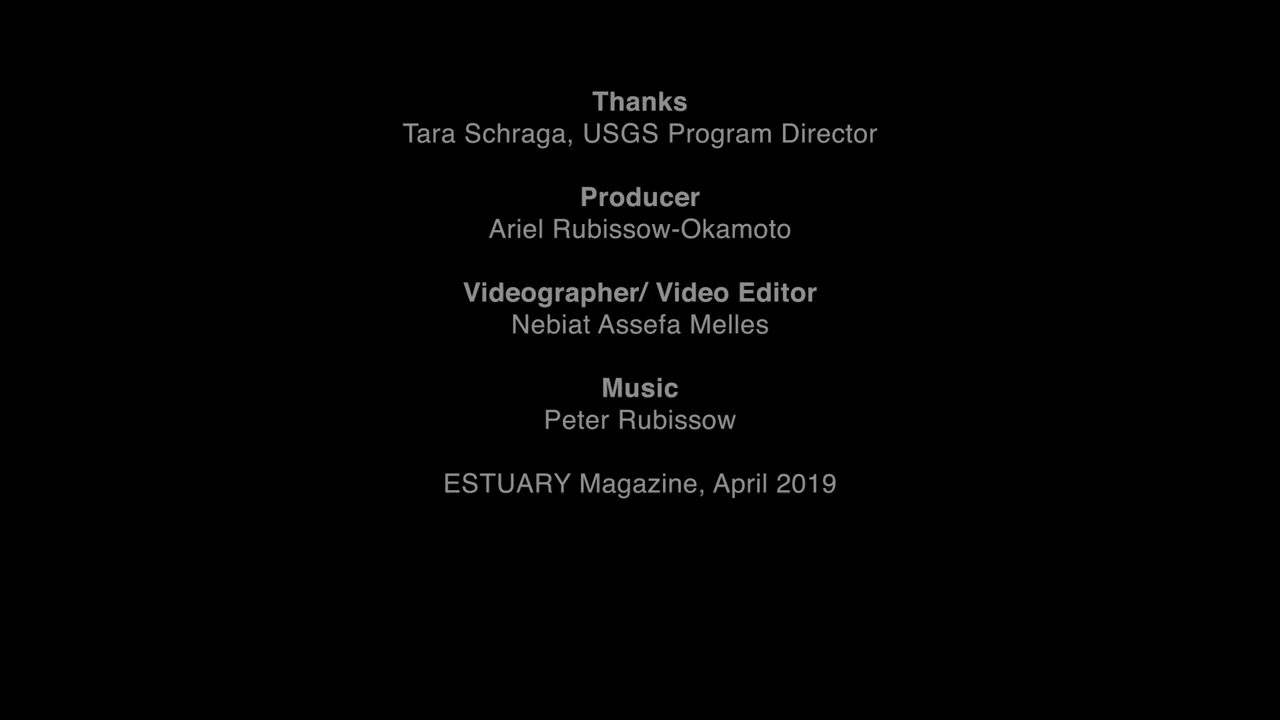 Thanks
Tara Schraga, USGS Program Director
Producer
Ariel Rubissow-Okamoto
Videographer/ Video Editor
Nebiat Assefa Melles
Music
Peter Rubissow
ESTUARY Magazine, April 2019